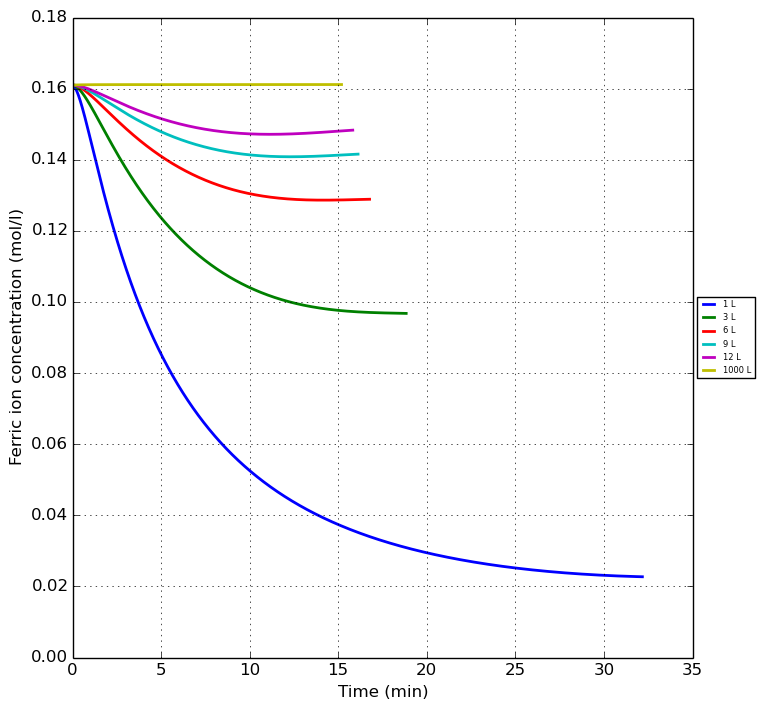 0.18
0.16
0.14
0.12
0.10
0.08
0.06
0.04
0.02
0.00
Ferric ion concentration (mol/l)
0 5 10 15 20 25 30 35
Time (min)
1 L
3 L
6 L
9 L
12 L
1000 L